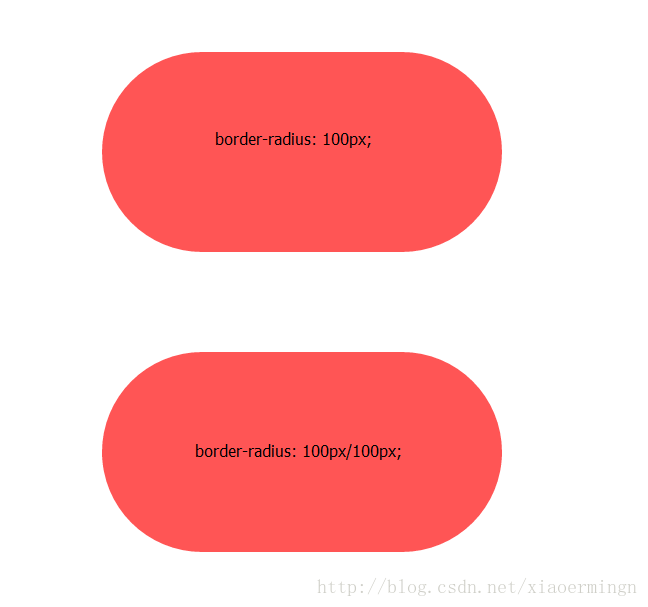 border-radius: 100px;
border-radius: 100px/100px;
http://blog.csdn.net/xiaoermingn